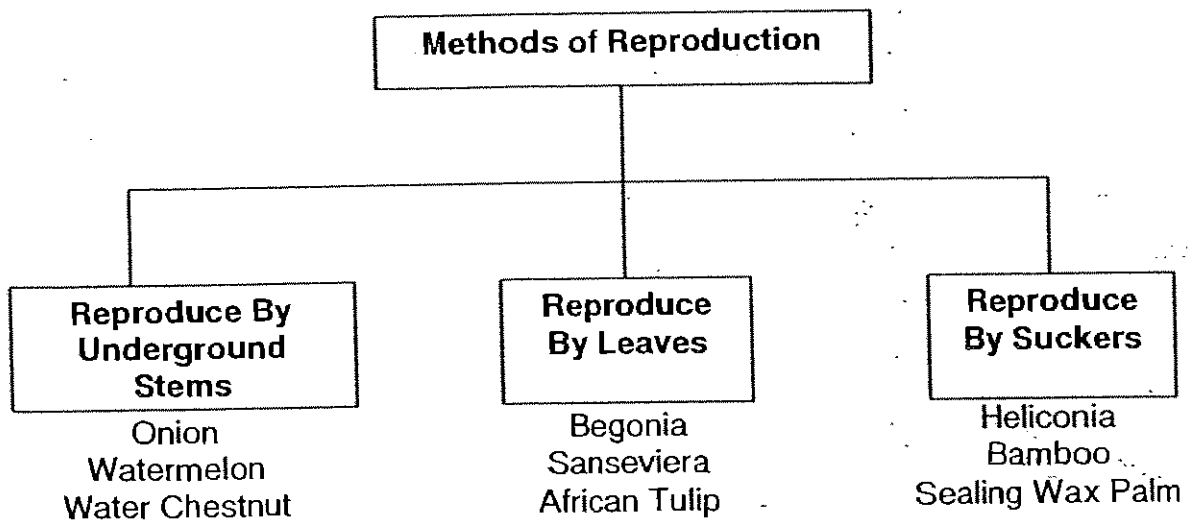 Methods of Reproduction
Reproduce By
Underground
Stems
Onion
Watermelon
Water Chestnut
Reproduce
By Leaves
Begonia
Sanseviera
African Tulip
Reproduce
By Suckers
Heliconia
Bamboo
Sealing Wax Palm